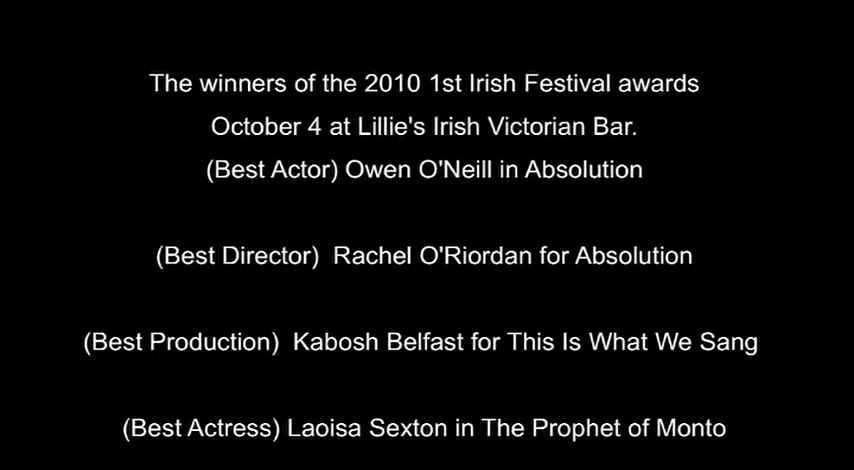 The winners of the 2010 1st Irish Festival awards
October 4 at Lillie's Irish Victorian Bar.
(Best Actor) Owen O'Neill in Absolution
(Best Director)  Rachel O'Riordan for Absolution
(Best Production)  Kabosh Belfast for This Is What We Sang
(Best Actress) Laoisa Sexton in The Prophet of Monto